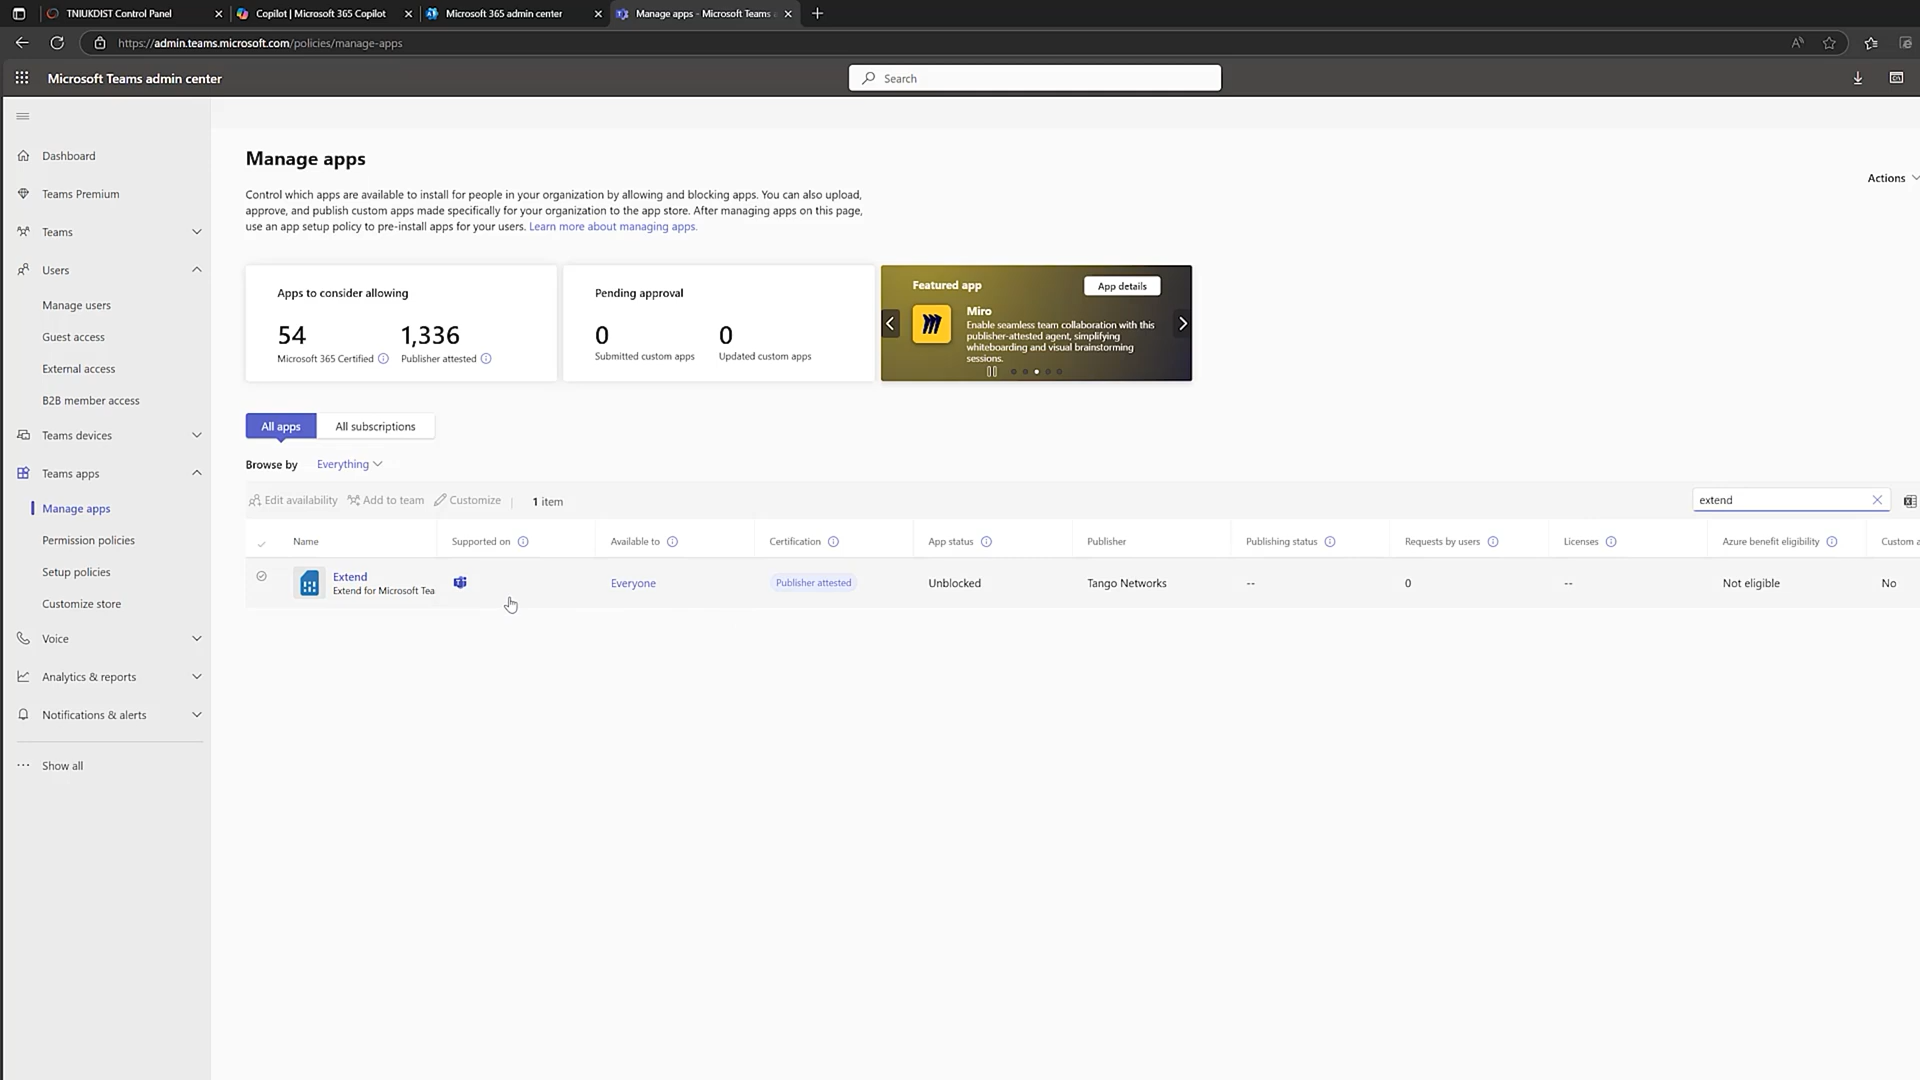 TNIUKDIST Control Panel
Copilot | Microsoft 365 Copilot
Microsoft 365 admin center
Manage apps - Microsoft Teams
https://admin.teams.microsoft.com/policies/manage-apps
Microsoft Teams admin center
Search
Dashboard
Teams Premium
Teams
Users
Manage users
Guest access
External access
B2B member access
Teams devices
Teams apps
Manage apps
Permission policies
Setup policies
Customize store
Voice
Analytics & reports
Notifications & alerts
Show all
Manage apps
Actions
Control which apps are available to install for people in your organization by allowing and blocking apps. You can also upload,
approve, and publish custom apps made specifically for your organization to the app store. After managing apps on this page,
use an app setup policy to pre-install apps for your users. Learn more about managing apps.
Apps to consider allowing
54
1,336
Microsoft 365 Certified
Publisher attested
Pending approval
0
0
Submitted custom apps
Updated custom apps
Featured app
App details
Miro
Enable seamless team collaboration with this
publisher-attested agent, simplifying
whiteboarding and visual brainstorming
sessions.
All apps
All subscriptions
Browse by
Everything
Edit availability
Add to team
Customize
1 item
extend
Name
Supported on
Available to
Certification
App status
Publisher
Publishing status
Requests by users
Licenses
Azure benefit eligibility
Custom a
Extend
Extend for Microsoft Tea
Everyone
Publisher attested
Unblocked
Tango Networks
--
0
--
Not eligible
No